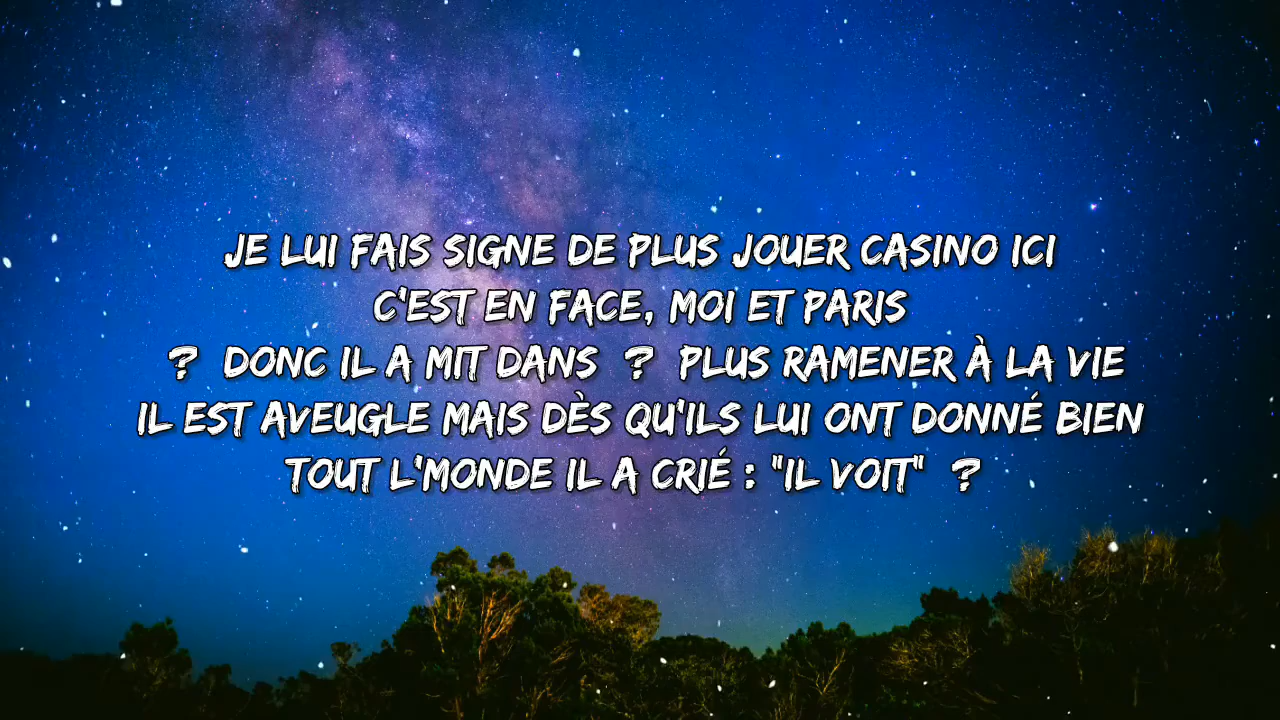 JE LUI FAIS SIGNE DE PLUS JOUER CASINO ICI
C'EST EN FACE, MOI ET PARIS
? DONC IL A MIT DANS ? PLUS RAMENER À LA VIE
IL EST AVEUGLE MAIS DÈS QU'ILS LUI ONT DONNÉ BIEN
TOUT L'MONDE IL A CRIÉ : "IL VOIT" ?